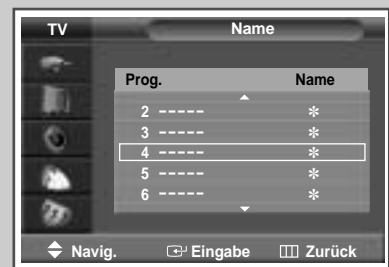 TV Name
Prog. Name
2 ----- *
3 ----- *
4 ----- *
5 ----- *
6 ----- *
Navig. Eingabe Zurück